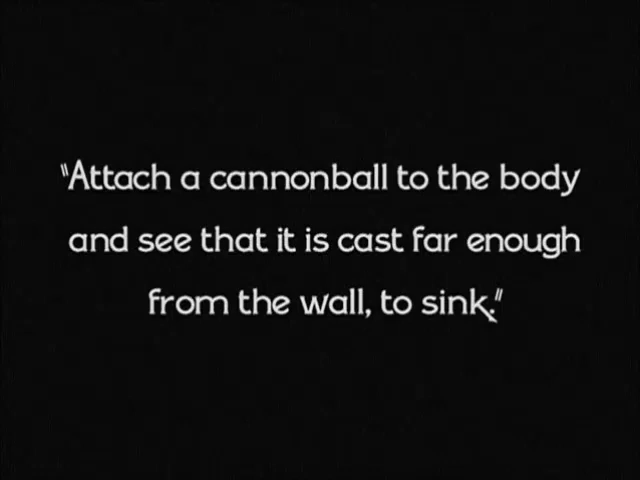 "Attach a cannonball to the body
and see that it is cast far enough
from the wall, to sink."